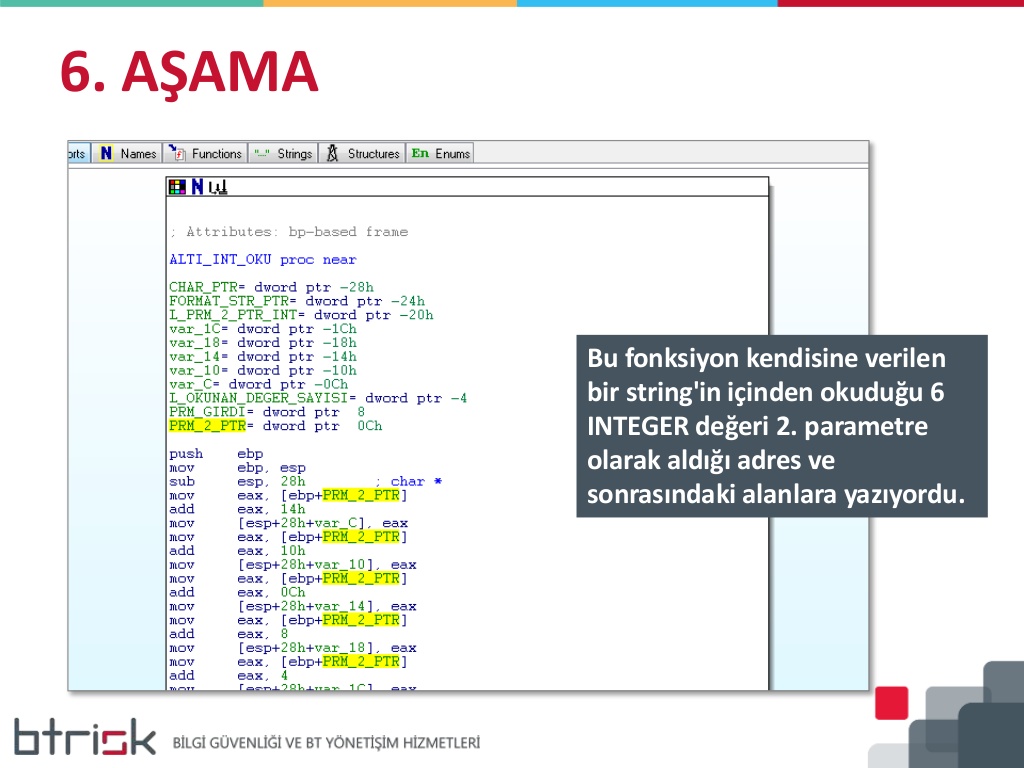 6. AŞAMA
orts Names Functions Strings Structures En Enums
; Attributes: bp-based frame
ALTI_INT_OKU proc near
CHAR_PTR= dword ptr -28h
FORMAT_STR_PTR= dword ptr -24h
L_PRM_2_PTR_INT= dword ptr -20h
var_1C= dword ptr -1Ch
var_18= dword ptr -18h
var_14= dword ptr -14h
var_10= dword ptr -10h
var_C= dword ptr -0Ch
L_OKUNAN_DEGER_SAYISI= dword ptr -4
PRM_GIRDI= dword ptr 8
PRM_2_PTR= dword ptr 0Ch
push ebp
mov ebp, esp
sub esp, 28h ; char *
mov eax, [ebp+PRM_2_PTR]
add eax, 14h
mov [esp+28h+var_C], eax
mov eax, [ebp+PRM_2_PTR]
add eax, 10h
mov [esp+28h+var_10], eax
mov eax, [ebp+PRM_2_PTR]
add eax, 0Ch
mov [esp+28h+var_14], eax
mov eax, [ebp+PRM_2_PTR]
add eax, 8
mov [esp+28h+var_18], eax
mov eax, [ebp+PRM_2_PTR]
add eax, 4
mov [esp+28h+var_1C], eax
Bu fonksiyon kendisine verilen
bir string'in içinden okuduğu 6
INTEGER değeri 2. parametre
olarak aldığı adres ve
sonrasındaki alanlara yazıyordu.
btrisk BİLGİ GÜVENLİĞİ VE BT YÖNETİŞİM HİZMETLERİ